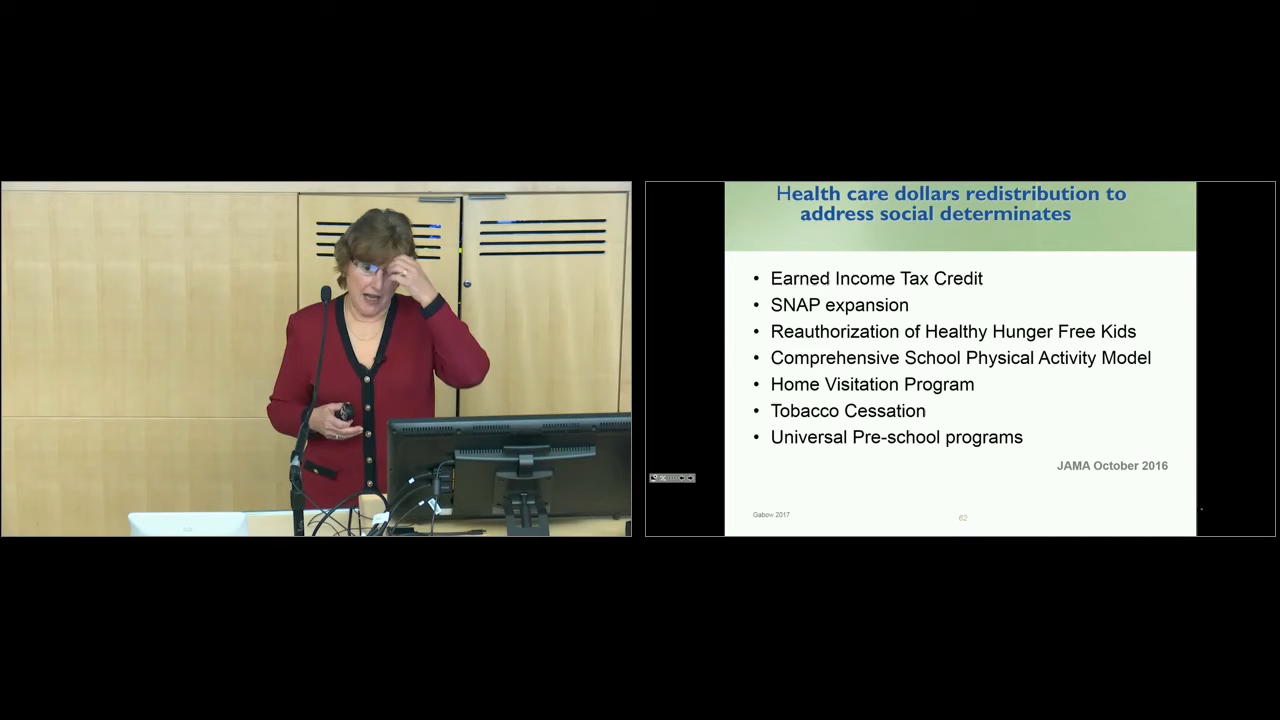 Health care dollars redistribution to
address social determinates
• Earned Income Tax Credit
• SNAP expansion
• Reauthorization of Healthy Hunger Free Kids
• Comprehensive School Physical Activity Model
• Home Visitation Program
• Tobacco Cessation
• Universal Pre-school programs
JAMA October 2016
Gabow 2017
62